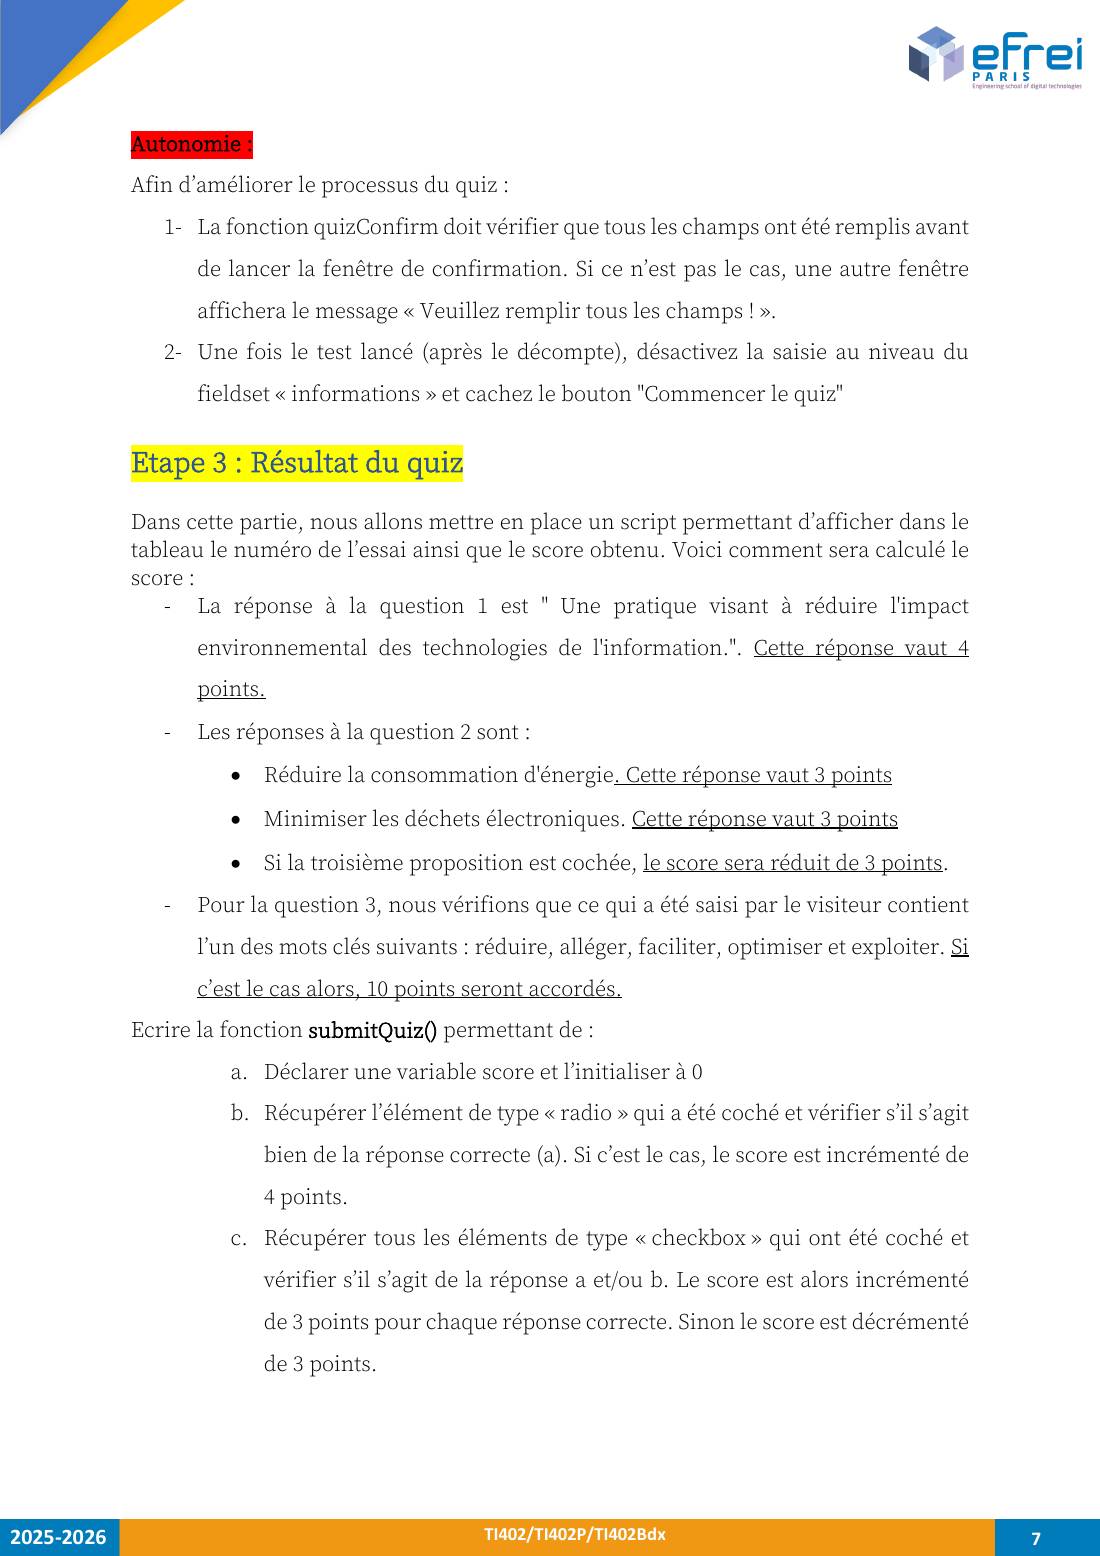 efrei
PARIS
Engineering school of digital technologies
Autonomie :
Afin d’améliorer le processus du quiz :
1- La fonction quizConfirm doit vérifier que tous les champs ont été remplis avant
de lancer la fenêtre de confirmation. Si ce n’est pas le cas, une autre fenêtre
affichera le message « Veuillez remplir tous les champs ! ».
2- Une fois le test lancé (après le décompte), désactivez la saisie au niveau du
fieldset « informations » et cachez le bouton "Commencer le quiz"
Etape 3 : Résultat du quiz
Dans cette partie, nous allons mettre en place un script permettant d’afficher dans le
tableau le numéro de l’essai ainsi que le score obtenu. Voici comment sera calculé le
score :
- La réponse à la question 1 est " Une pratique visant à réduire l'impact
environnemental des technologies de l'information.". Cette réponse vaut 4
points.
- Les réponses à la question 2 sont :
• Réduire la consommation d'énergie. Cette réponse vaut 3 points
• Minimiser les déchets électroniques. Cette réponse vaut 3 points
• Si la troisième proposition est cochée, le score sera réduit de 3 points.
- Pour la question 3, nous vérifions que ce qui a été saisi par le visiteur contient
l’un des mots clés suivants : réduire, alléger, faciliter, optimiser et exploiter. Si
c’est le cas alors, 10 points seront accordés.
Ecrire la fonction submitQuiz() permettant de :
a. Déclarer une variable score et l’initialiser à 0
b. Récupérer l’élément de type « radio » qui a été coché et vérifier s’il s’agit
bien de la réponse correcte (a). Si c’est le cas, le score est incrémenté de
4 points.
c. Récupérer tous les éléments de type « checkbox » qui ont été coché et
vérifier s’il s’agit de la réponse a et/ou b. Le score est alors incrémenté
de 3 points pour chaque réponse correcte. Sinon le score est décrémenté
de 3 points.
2025-2026
TI402/TI402P/TI402Bdx
7